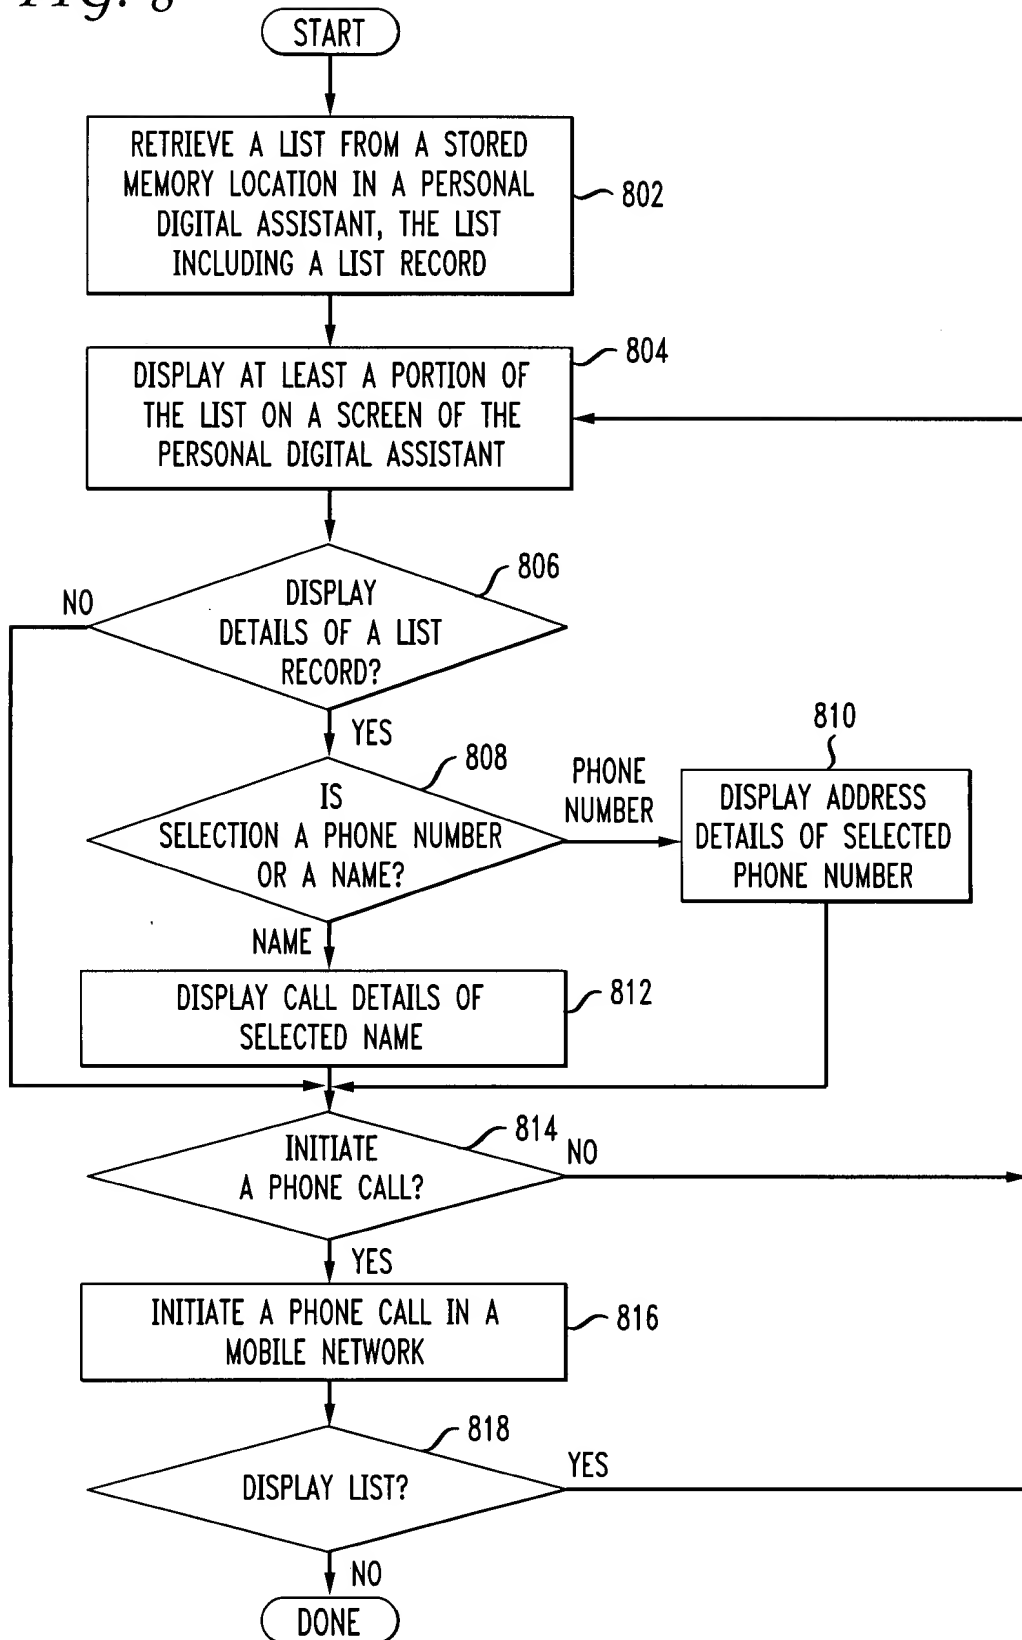 FIG. 8
START
RETRIEVE A LIST FROM A STORED
MEMORY LOCATION IN A PERSONAL
DIGITAL ASSISTANT, THE LIST
INCLUDING A LIST RECORD
802
DISPLAY AT LEAST A PORTION OF
THE LIST ON A SCREEN OF THE
PERSONAL DIGITAL ASSISTANT
804
DISPLAY
DETAILS OF A LIST
RECORD?
806
NO
YES
IS
SELECTION A PHONE NUMBER
OR A NAME?
808
PHONE
NUMBER
810
DISPLAY ADDRESS
DETAILS OF SELECTED
PHONE NUMBER
NAME
DISPLAY CALL DETAILS OF
SELECTED NAME
812
INITIATE
A PHONE CALL?
814
NO
YES
INITIATE A PHONE CALL IN A
MOBILE NETWORK
816
DISPLAY LIST?
818
YES
NO
DONE